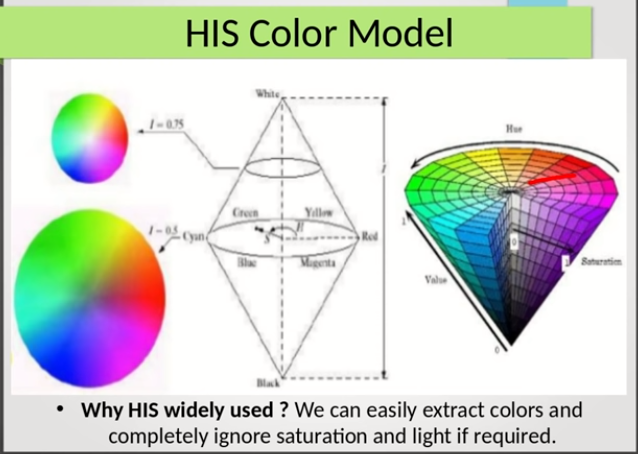 HIS Color Model
White
I = 0.75
Hue
I
Green
Yellow
I = 0.5
Cyan
H
S
Red
Blue
Magenta
1
0
1
Saturation
Value
0
Black
• Why HIS widely used ? We can easily extract colors and
completely ignore saturation and light if required.